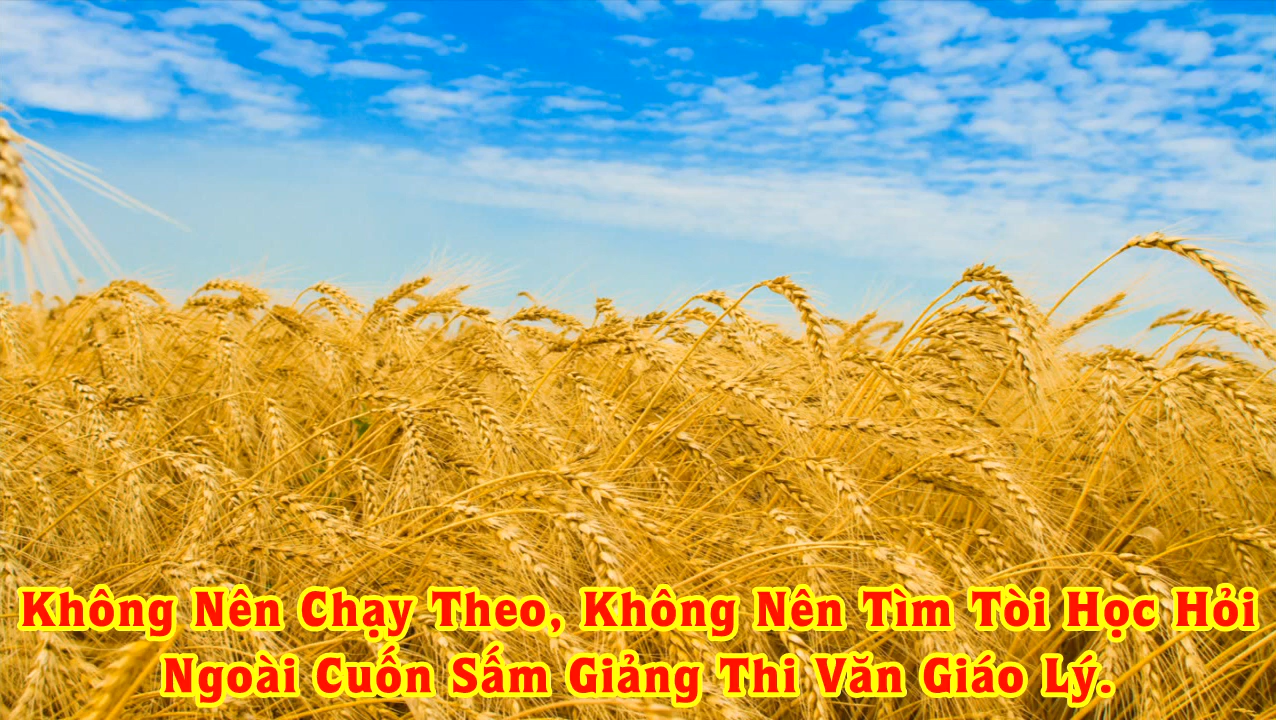 Không Nên Chạy Theo, Không Nên Tìm Tòi Học Hỏi
Ngoài Cuốn Sấm Giảng Thi Văn Giáo Lý.